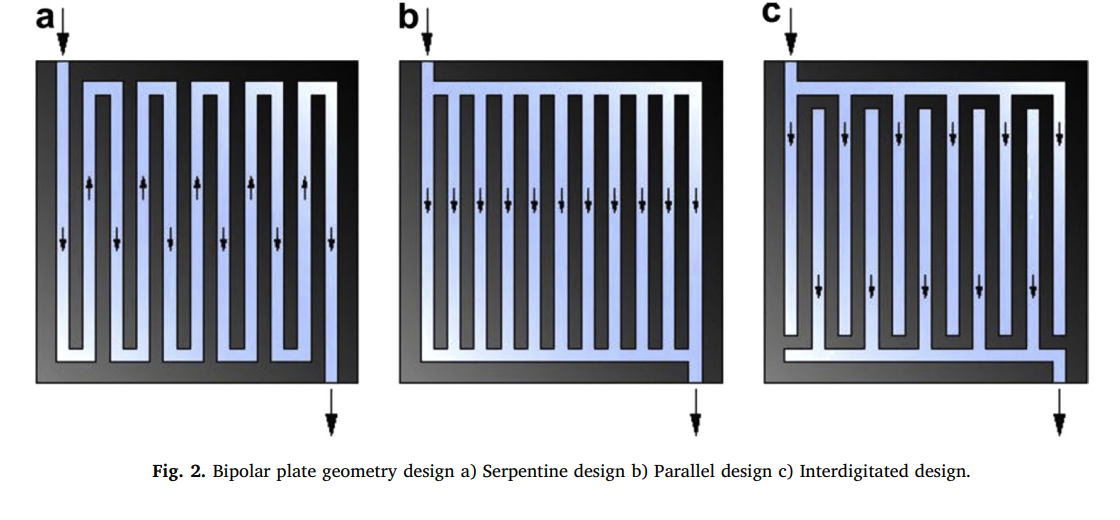 a
b
c
Fig. 2. Bipolar plate geometry design a) Serpentine design b) Parallel design c) Interdigitated design.